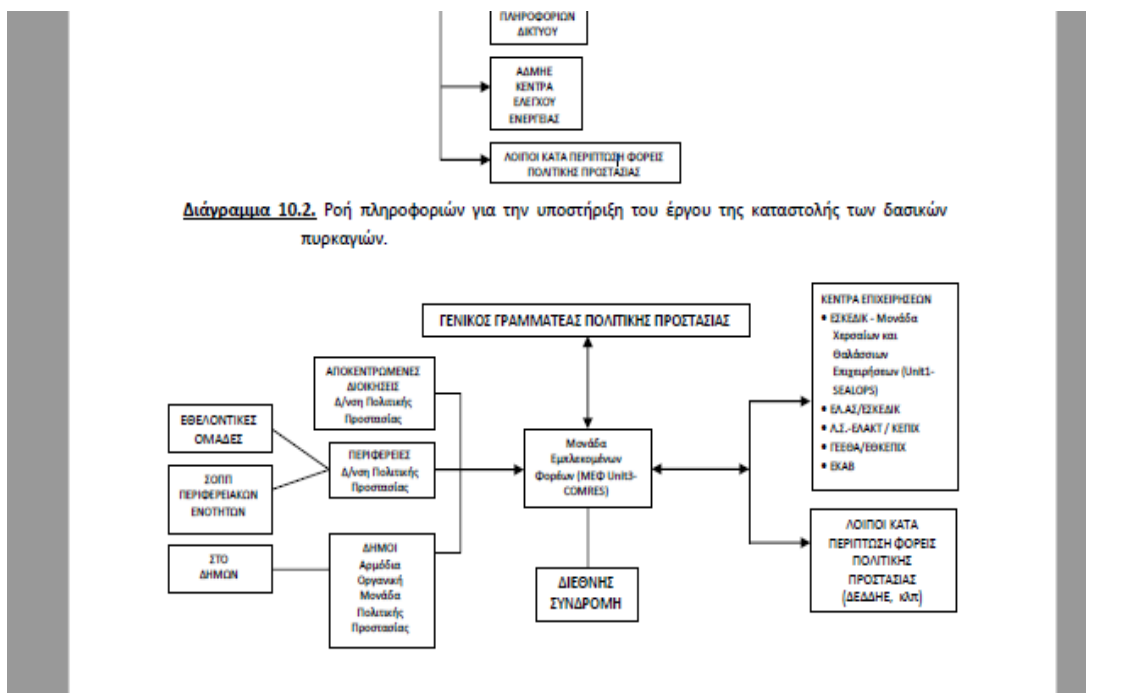 ΠΛΗΡΟΦΟΡΙΩΝ
ΔΙΚΤΥΟΥ
ΑΔΜΗΕ
ΚΕΝΤΡΑ
ΕΛΕΓΧΟΥ
ΕΝΕΡΓΕΙΑΣ
ΛΟΙΠΟΙ ΚΑΤΑ ΠΕΡΙΠΤΩΣΗ ΦΟΡΕΙΣ
ΠΟΛΙΤΙΚΗΣ ΠΡΟΣΤΑΣΙΑΣ
Διάγραμμα 10.2. Ροή πληροφοριών για την υποστήριξη του έργου της καταστολής των δασικών
πυρκαγιών.
ΓΕΝΙΚΟΣ ΓΡΑΜΜΑΤΕΑΣ ΠΟΛΙΤΙΚΗΣ ΠΡΟΣΤΑΣΙΑΣ
ΑΠΟΚΕΝΤΡΩΜΕΝΕΣ
ΔΙΟΙΚΗΣΕΙΣ
Δ/νση Πολιτικής
Προστασίας
ΕΘΕΛΟΝΤΙΚΕΣ
ΟΜΑΔΕΣ
ΠΕΡΙΦΕΡΕΙΕΣ
Δ/νση Πολιτικής
Προστασίας
ΣΟΠΠ
ΠΕΡΙΦΕΡΕΙΑΚΩΝ
ΕΝΟΤΗΤΩΝ
ΣΤΟ
ΔΗΜΩΝ
ΔΗΜΟΙ
Αρμόδια
Οργανική
Μονάδα
Πολιτικής
Προστασίας
Μονάδα
Εμπλεκομένων
Φορέων (ΜΕΦ Unit3-
COMRES)
ΔΙΕΘΝΗΣ
ΣΥΝΔΡΟΜΗ
ΚΕΝΤΡΑ ΕΠΙΧΕΙΡΗΣΕΩΝ
• ΕΣΚΕΔΙΚ - Μονάδα
Χερσαίων και
Θαλάσσιων
Επιχειρήσεων (Unit1-
SEALOPS)
• ΕΛ.ΑΣ/ΕΣΚΕΔΙΚ
• Λ.Σ.-ΕΛΑΚΤ / ΚΕΠΙΧ
• ΓΕΕΘΑ/ΕΘΚΕΠΙΧ
• ΕΚΑΒ
ΛΟΙΠΟΙ ΚΑΤΑ
ΠΕΡΙΠΤΩΣΗ ΦΟΡΕΙΣ
ΠΟΛΙΤΙΚΗΣ
ΠΡΟΣΤΑΣΙΑΣ
(ΔΕΔΔΗΕ, κλπ)